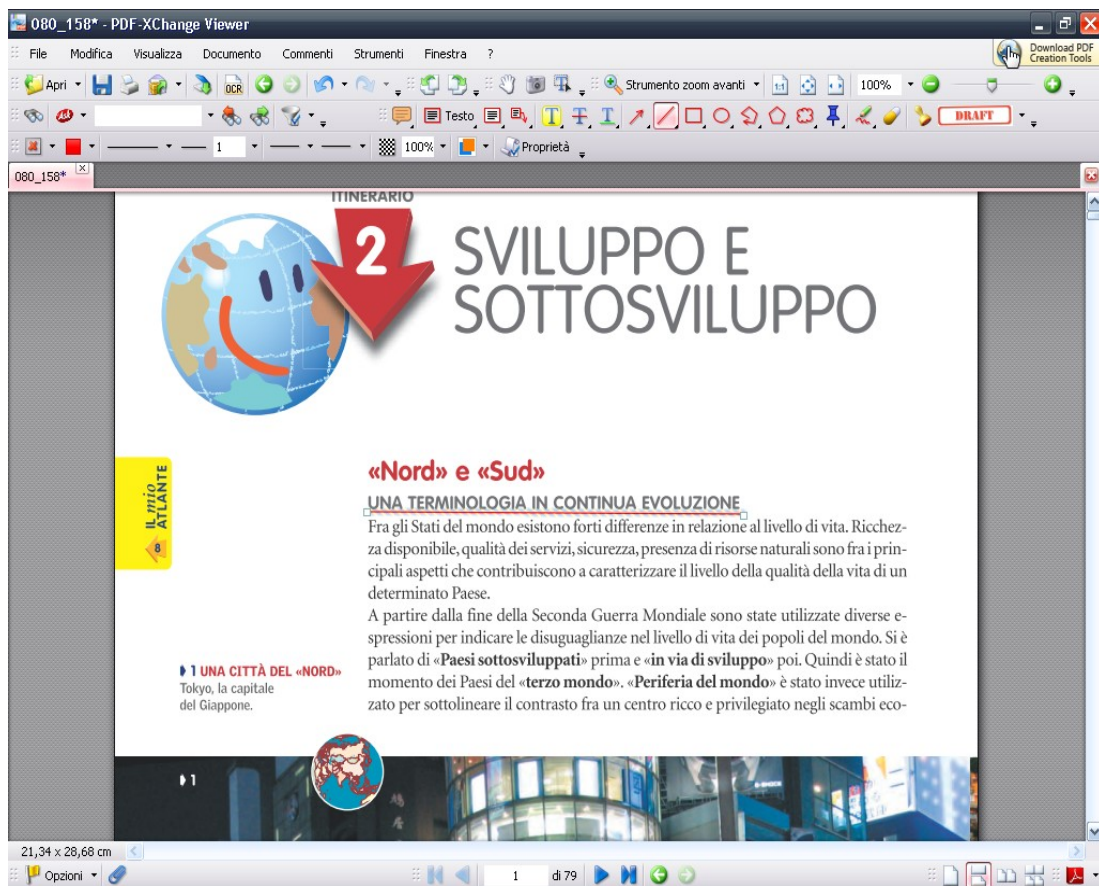 080_158* - PDF-XChange Viewer
File Modifica Visualizza Documento Commenti Strumenti Finestra ?
Download PDF
Creation Tools
Apri OCR Strumento zoom avanti 1:1 100%
Testo T T T DRAFT
1 100% Proprietà
080_158* X
ITINERARIO
2
SVILUPPO E
SOTTOSVILUPPO
IL mio
ATLANTE
8
«Nord» e «Sud»
UNA TERMINOLOGIA IN CONTINUA EVOLUZIONE
Fra gli Stati del mondo esistono forti differenze in relazione al livello di vita. Ricchez-
za disponibile, qualità dei servizi, sicurezza, presenza di risorse naturali sono fra i prin-
cipali aspetti che contribuiscono a caratterizzare il livello della qualità della vita di un
determinato Paese.
A partire dalla fine della Seconda Guerra Mondiale sono state utilizzate diverse e-
spressioni per indicare le disuguaglianze nel livello di vita dei popoli del mondo. Si è
parlato di «Paesi sottosviluppati» prima e «in via di sviluppo» poi. Quindi è stato il
momento dei Paesi del «terzo mondo». «Periferia del mondo» è stato invece utiliz-
zato per sottolineare il contrasto fra un centro ricco e privilegiato negli scambi eco-
1 UNA CITTÀ DEL «NORD»
Tokyo, la capitale
del Giappone.
1
21,34 x 28,68 cm
Opzioni 1 di 79